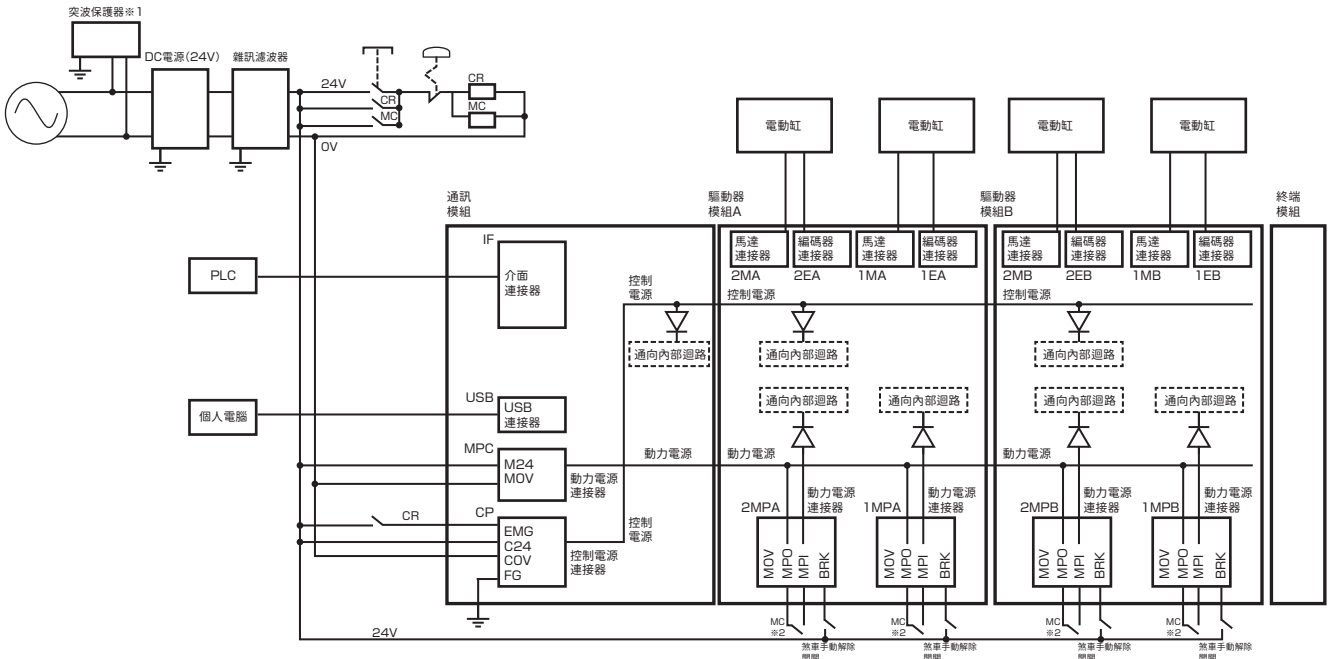 突波保護器※1
DC電源(24V)
雜訊濾波器
24V
CR
MC
CR
MC
0V
電動缸
電動缸
電動缸
電動缸
通訊
模組
驅動器
模組A
驅動器
模組B
終端
模組
IF
介面
連接器
PLC
馬達
連接器
2MA
編碼器
連接器
2EA
馬達
連接器
1MA
編碼器
連接器
1EA
馬達
連接器
2MB
編碼器
連接器
2EB
馬達
連接器
1MB
編碼器
連接器
1EB
控制
電源
控制電源
控制電源
通向內部迴路
通向內部迴路
通向內部迴路
通向內部迴路
通向內部迴路
通向內部迴路
通向內部迴路
個人電腦
USB
USB
連接器
MPC
M24
MOV
動力電源
連接器
動力電源
動力電源
動力電源
CR
CP
EMG
C24
COV
FG
控制電源
連接器
控制
電源
2MPA
動力電源
連接器
MOV
MPO
MPI
BRK
1MPA
動力電源
連接器
MOV
MPO
MPI
BRK
2MPB
動力電源
連接器
MOV
MPO
MPI
BRK
1MPB
動力電源
連接器
MOV
MPO
MPI
BRK
24V
MC
※2
煞車手動解除
開關
MC
※2
煞車手動解除
開關
MC
※2
煞車手動解除
開關
MC
※2
煞車手動解除
開關